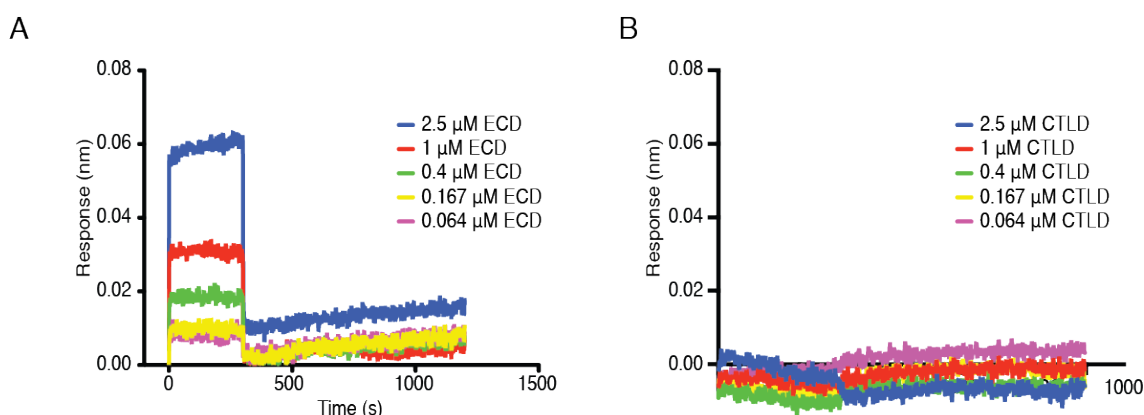 A
B
0.08
0.06
0.04
0.02
0.00
Response (nm)
2.5 µM ECD
1 µM ECD
0.4 µM ECD
0.167 µM ECD
0.064 µM ECD
0
500
1000
1500
Time (s)
0.08
0.06
0.04
0.02
0.00
Response (nm)
2.5 µM CTLD
1 µM CTLD
0.4 µM CTLD
0.167 µM CTLD
0.064 µM CTLD
1000